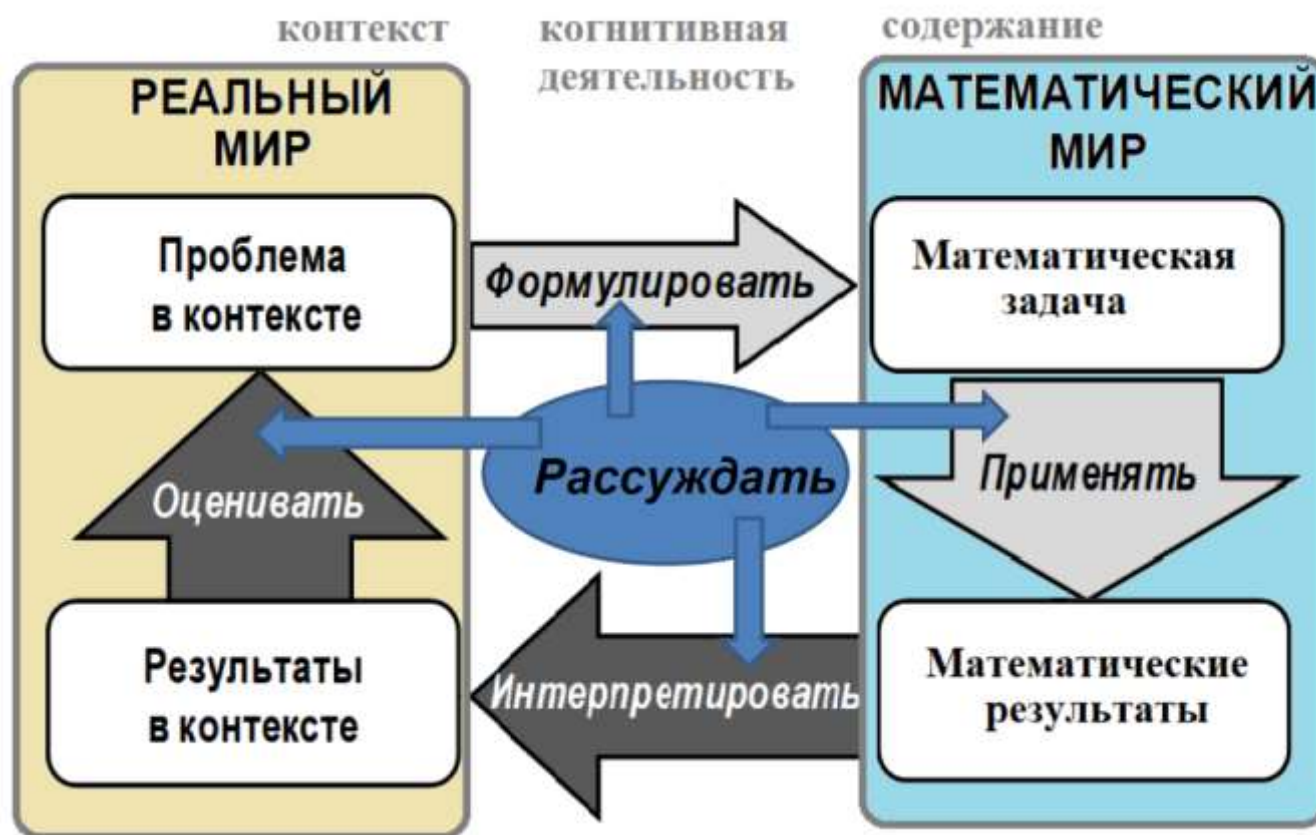 контекст
когнитивная
деятельность
содержание
РЕАЛЬНЫЙ
МИР
МАТЕМАТИЧЕСКИЙ
МИР
Проблема
в контексте
Формулировать
Математическая
задача
Оценивать
Рассуждать
Применять
Результаты
в контексте
Интерпретировать
Математические
результаты